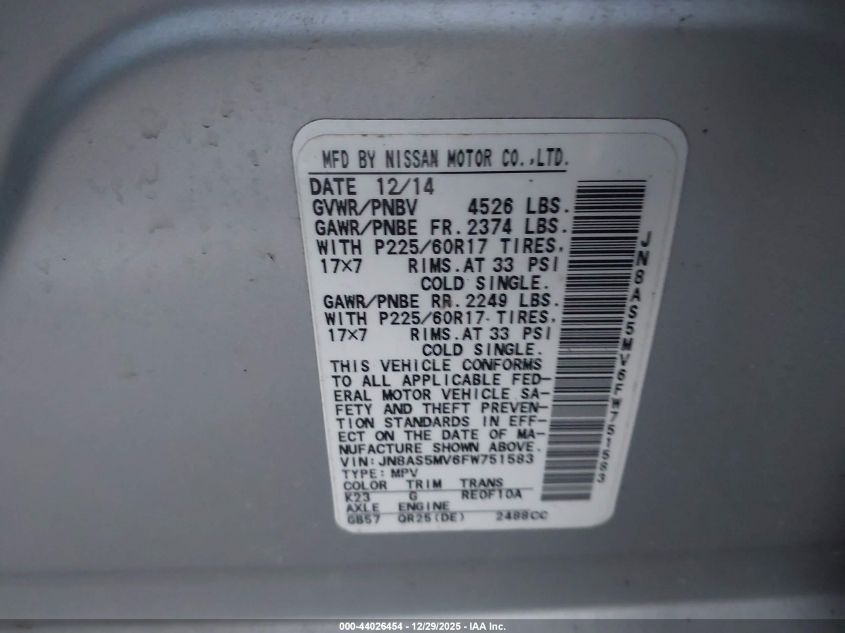 MFD BY NISSAN MOTOR CO.,LTD.
DATE 12/14
GVWR/PNBV 4526 LBS.
GAWR/PNBE FR. 2374 LBS.
WITH P225/60R17 TIRES.
17×7 RIMS.AT 33 PSI
COLD SINGLE.
GAWR/PNBE RR. 2249 LBS.
WITH P225/60R17 TIRES.
17×7 RIMS.AT 33 PSI
COLD SINGLE.
THIS VEHICLE CONFORMS
TO ALL APPLICABLE FED-
ERAL MOTOR VEHICLE SA-
FETY AND THEFT PREVEN-
TION STANDARDS IN EFF-
ECT ON THE DATE OF MA-
NUFACTURE SHOWN ABOVE.
VIN:JN8AS5MV6FW751583
TYPE: MPV
COLOR TRIM TRANS
K23 G RE0F10A
AXLE ENGINE
GB57 QR25(DE) 2488CC
JN8AS5MV6FW751583
000-44026454 - 12/29/2025 - IAA Inc.